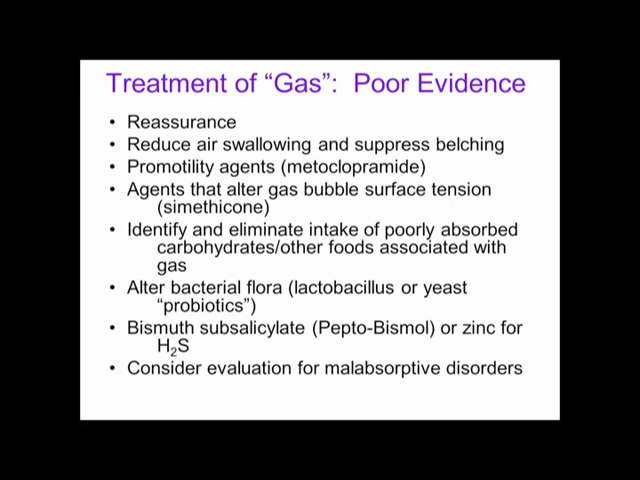 Treatment of “Gas”: Poor Evidence
• Reassurance
• Reduce air swallowing and suppress belching
• Promotility agents (metoclopramide)
• Agents that alter gas bubble surface tension
(simethicone)
• Identify and eliminate intake of poorly absorbed
carbohydrates/other foods associated with
gas
• Alter bacterial flora (lactobacillus or yeast
“probiotics”)
• Bismuth subsalicylate (Pepto-Bismol) or zinc for
H₂S
• Consider evaluation for malabsorptive disorders